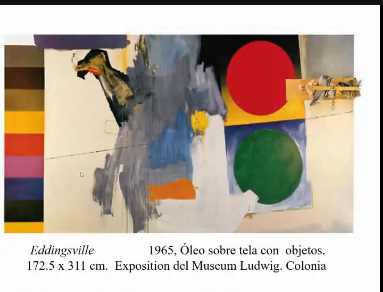 Eddingsville 1965, Óleo sobre tela con objetos.
172.5 x 311 cm. Exposition del Museum Ludwig. Colonia